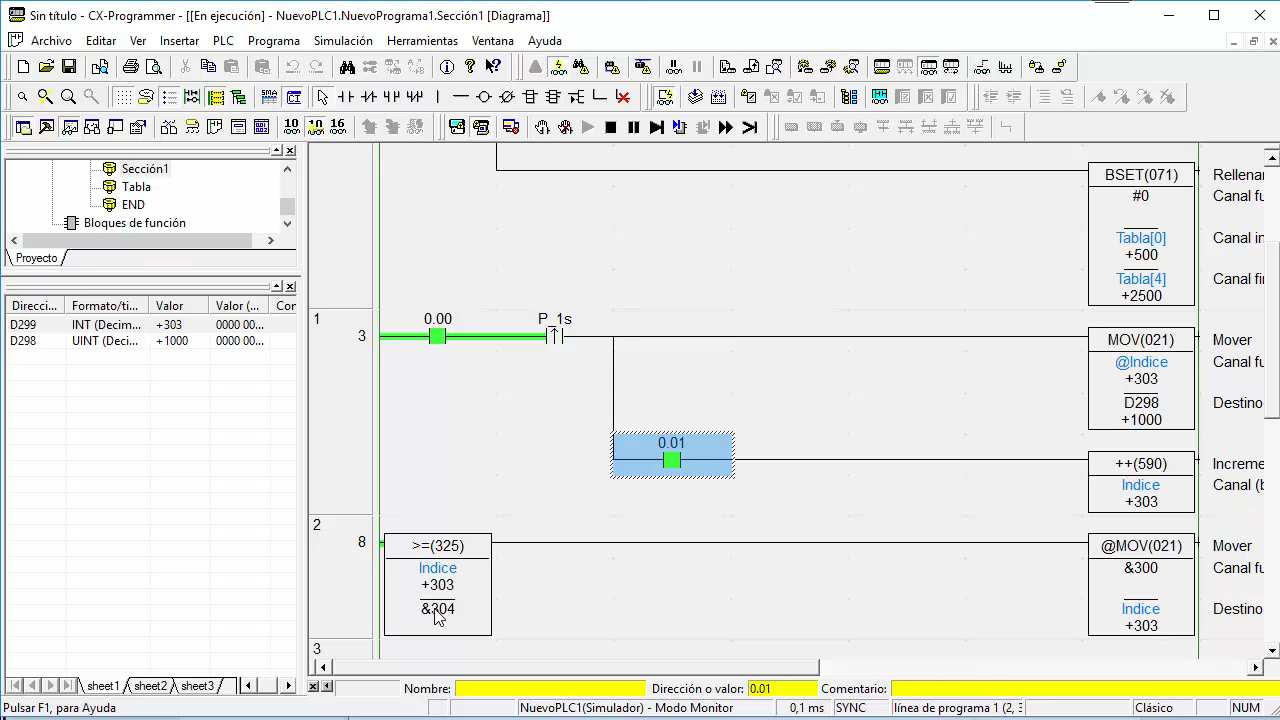 Sin título - CX-Programmer - [[En ejecución] - NuevoPLC1.NuevoPrograma1.Sección1 [Diagrama]]
Archivo Editar Ver Insertar PLC Programa Simulación Herramientas Ventana Ayuda
10 10 16
Sección1
Tabla
END
Bloques de función
Proyecto
Direcci... Formato/ti... Valor Valor (... Cor
D299 INT (Decim... +303 0000 00...
D298 UINT (Deci... +1000 0000 00...
sheet1 sheet2 sheet3
BSET(071) Rellenar
#0 Canal fu
Tabla[0] Canal in
+500
Tabla[4] Canal fi
+2500
1
3
0.00
P_1s
MOV(021) Mover
@Indice Canal fu
+303
D298 Destino
+1000
0.01
++(590) Increme
Indice Canal (b
+303
2
8
>=(325)
Indice
+303
&304
@MOV(021) Mover
&300 Canal fu
Indice Destino
+303
3
Nombre: Dirección o valor: 0.01 Comentario:
Pulsar F1, para Ayuda NuevoPLC1(Simulador) - Modo Monitor 0,1 ms SYNC línea de programa 1 (2, 3 Clásico NUM